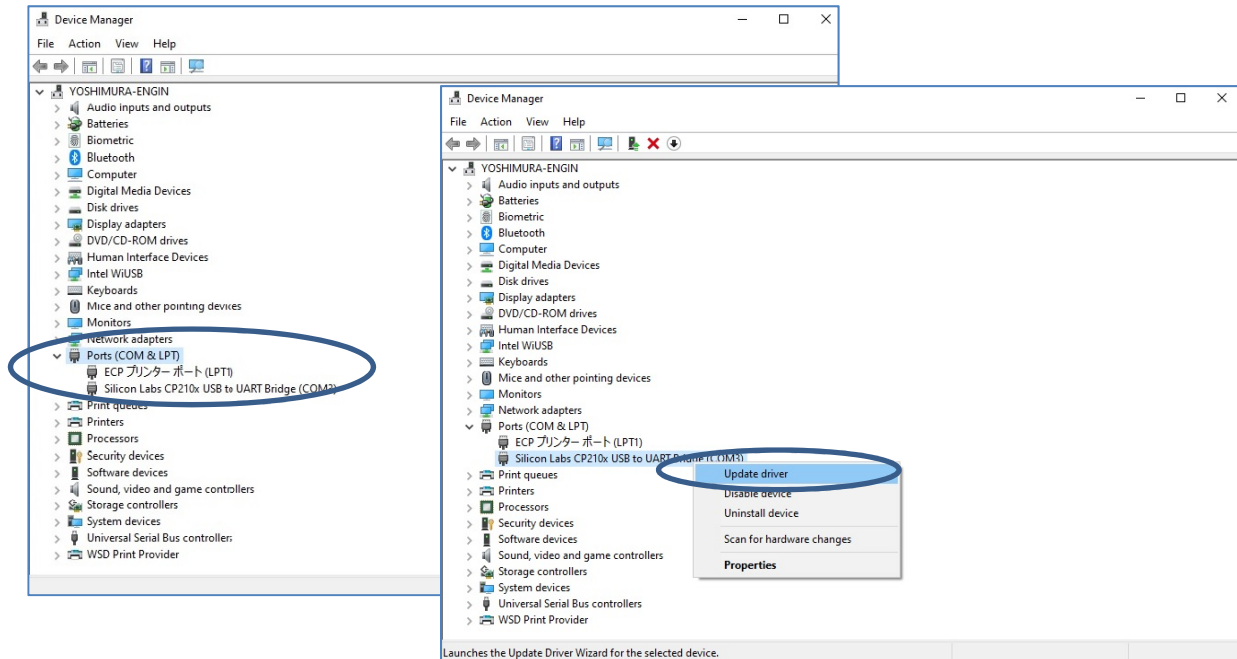 Device Manager
File Action View Help
YOSHIMURA-ENGIN
Audio inputs and outputs
Batteries
Biometric
Bluetooth
Computer
Digital Media Devices
Disk drives
Display adapters
DVD/CD-ROM drives
Human Interface Devices
Intel WiUSB
Keyboards
Mice and other pointing devices
Monitors
Network adapters
Ports (COM & LPT)
ECP プリンター ポート (LPT1)
Silicon Labs CP210x USB to UART Bridge (COM3)
Print queues
Printers
Processors
Security devices
Software devices
Sound, video and game controllers
Storage controllers
System devices
Universal Serial Bus controllers
WSD Print Provider
Device Manager
File Action View Help
YOSHIMURA-ENGIN
Audio inputs and outputs
Batteries
Biometric
Bluetooth
Computer
Digital Media Devices
Disk drives
Display adapters
DVD/CD-ROM drives
Human Interface Devices
Intel WiUSB
Keyboards
Mice and other pointing devices
Monitors
Network adapters
Ports (COM & LPT)
ECP プリンター ポート (LPT1)
Silicon Labs CP210x USB to UART Bridge (COM3)
Print queues
Printers
Processors
Security devices
Software devices
Sound, video and game controllers
Storage controllers
System devices
Universal Serial Bus controllers
WSD Print Provider
Update driver
Disable device
Uninstall device
Scan for hardware changes
Properties
Launches the Update Driver Wizard for the selected device.